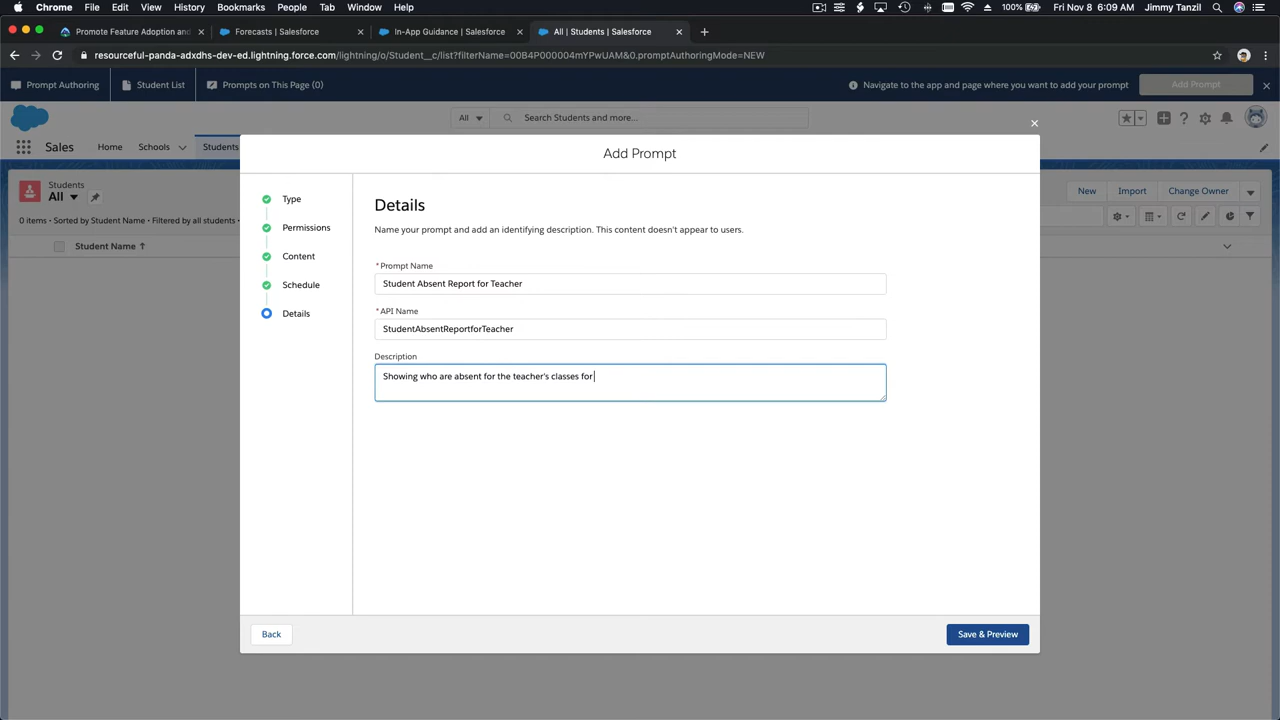 Chrome File Edit View History Bookmarks People Tab Window Help 100% Fri Nov 8 6:09 AM Jimmy Tanzil
Promote Feature Adoption and Forecasts | Salesforce In-App Guidance | Salesforce All | Students | Salesforce
resourceful-panda-adxdhs-dev-ed.lightning.force.com/lightning/o/Student__c/list?filterName=00B4P000004mYPwUAM&0.promptAuthoringMode=NEW
Prompt Authoring Student List Prompts on This Page (0) Navigate to the app and page where you want to add your prompt Add Prompt
All Search Students and more...
Sales Home Schools Students
Add Prompt
Students
All
New Import Change Owner
0 items • Sorted by Student Name • Filtered by all students •
Student Name
Type
Permissions
Content
Schedule
Details
Details
Name your prompt and add an identifying description. This content doesn't appear to users.
*Prompt Name
Student Absent Report for Teacher
*API Name
StudentAbsentReportforTeacher
Description
Showing who are absent for the teacher's classes for
Back Save & Preview